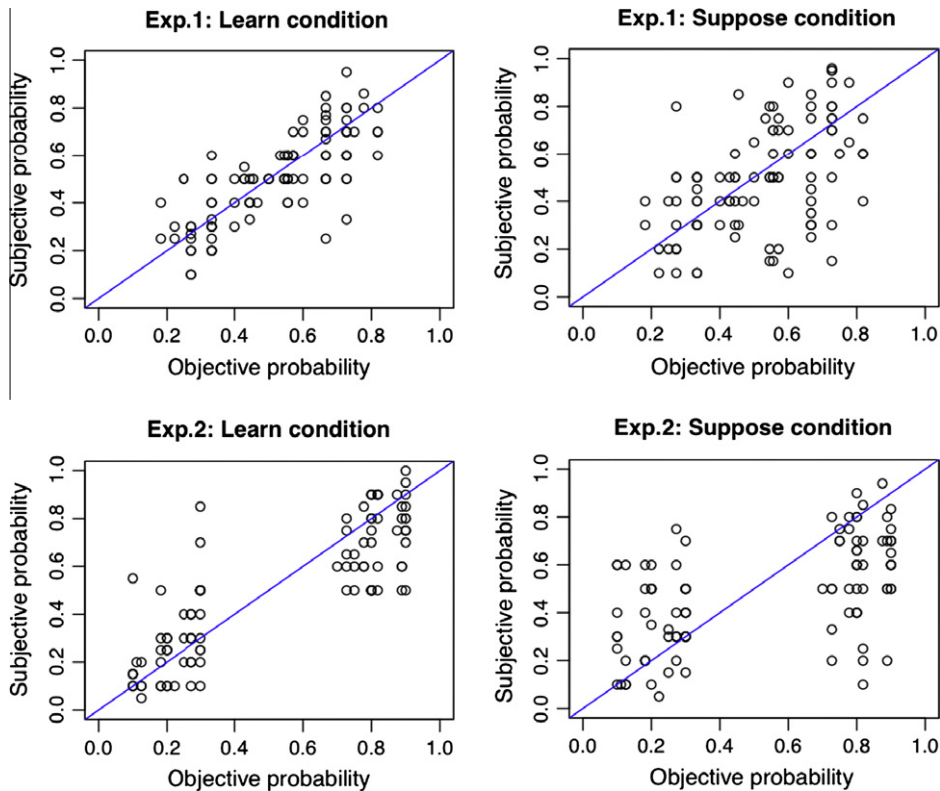 Exp.1: Learn condition
Subjective probability
1.0
0.8
0.6
0.4
0.2
0.0
0.0 0.2 0.4 0.6 0.8 1.0
Objective probability
Exp.1: Suppose condition
Subjective probability
1.0
0.8
0.6
0.4
0.2
0.0
0.0 0.2 0.4 0.6 0.8 1.0
Objective probability
Exp.2: Learn condition
Subjective probability
1.0
0.8
0.6
0.4
0.2
0.0
0.0 0.2 0.4 0.6 0.8 1.0
Objective probability
Exp.2: Suppose condition
Subjective probability
1.0
0.8
0.6
0.4
0.2
0.0
0.0 0.2 0.4 0.6 0.8 1.0
Objective probability